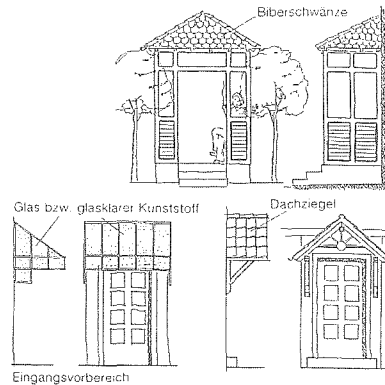 Biberschwänze
Glas bzw. glasklarer Kunststoff
Dachziegel
Eingangsvorbereich